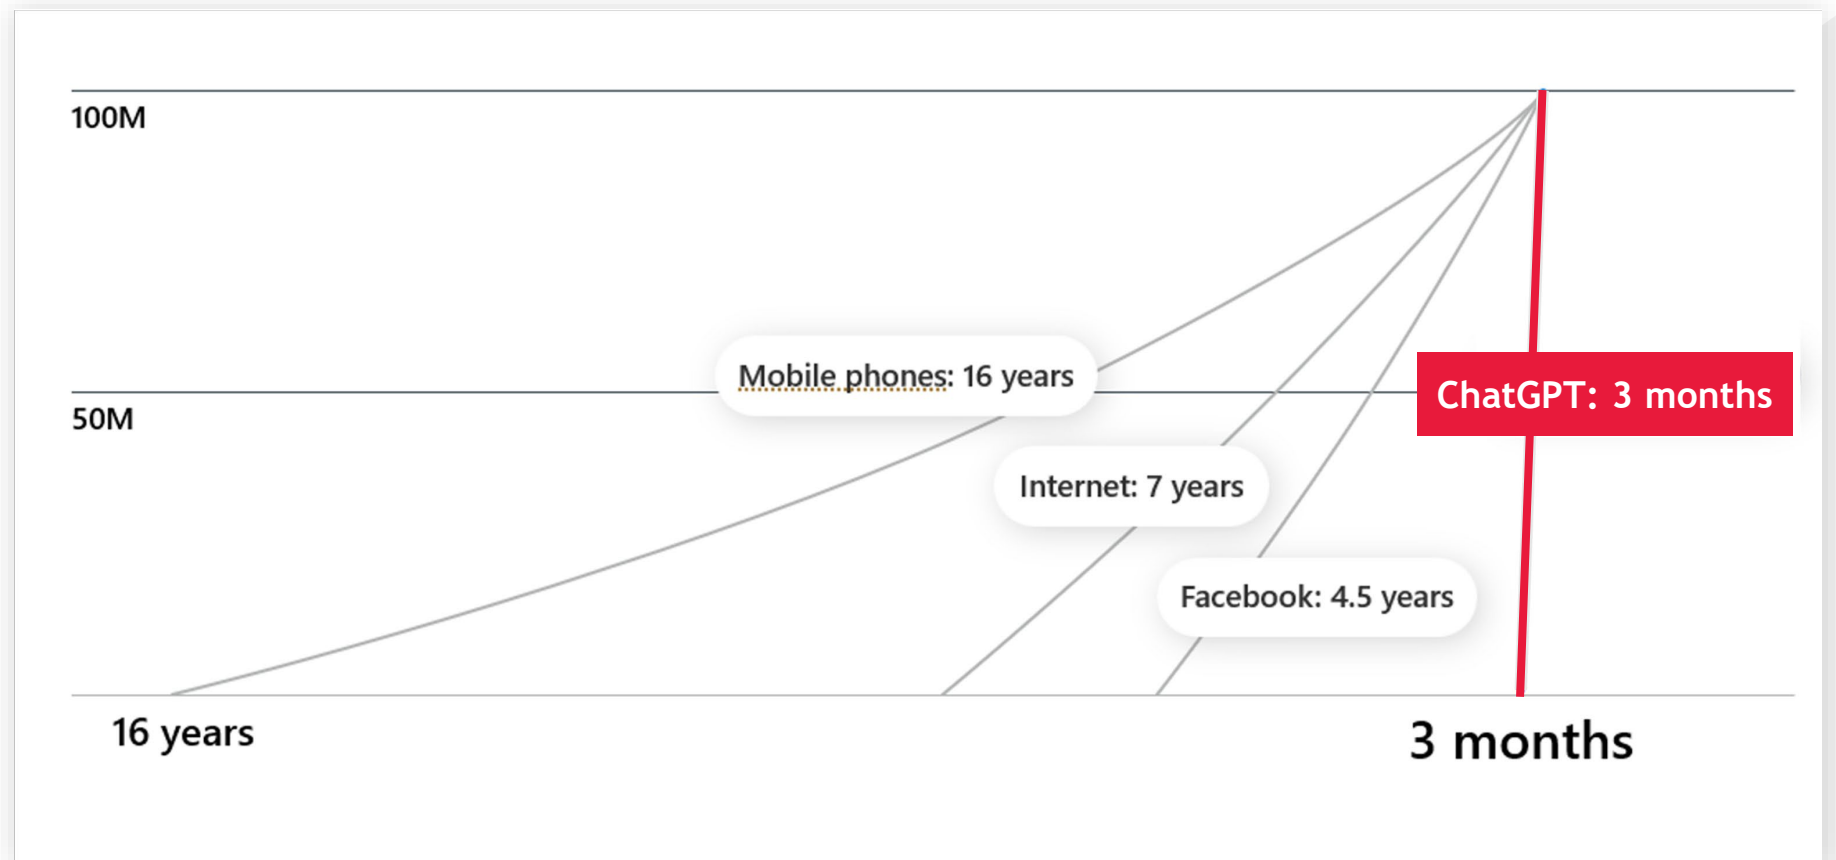 100M
Mobile phones: 16 years
50M
ChatGPT: 3 months
Internet: 7 years
Facebook: 4.5 years
16 years
3 months